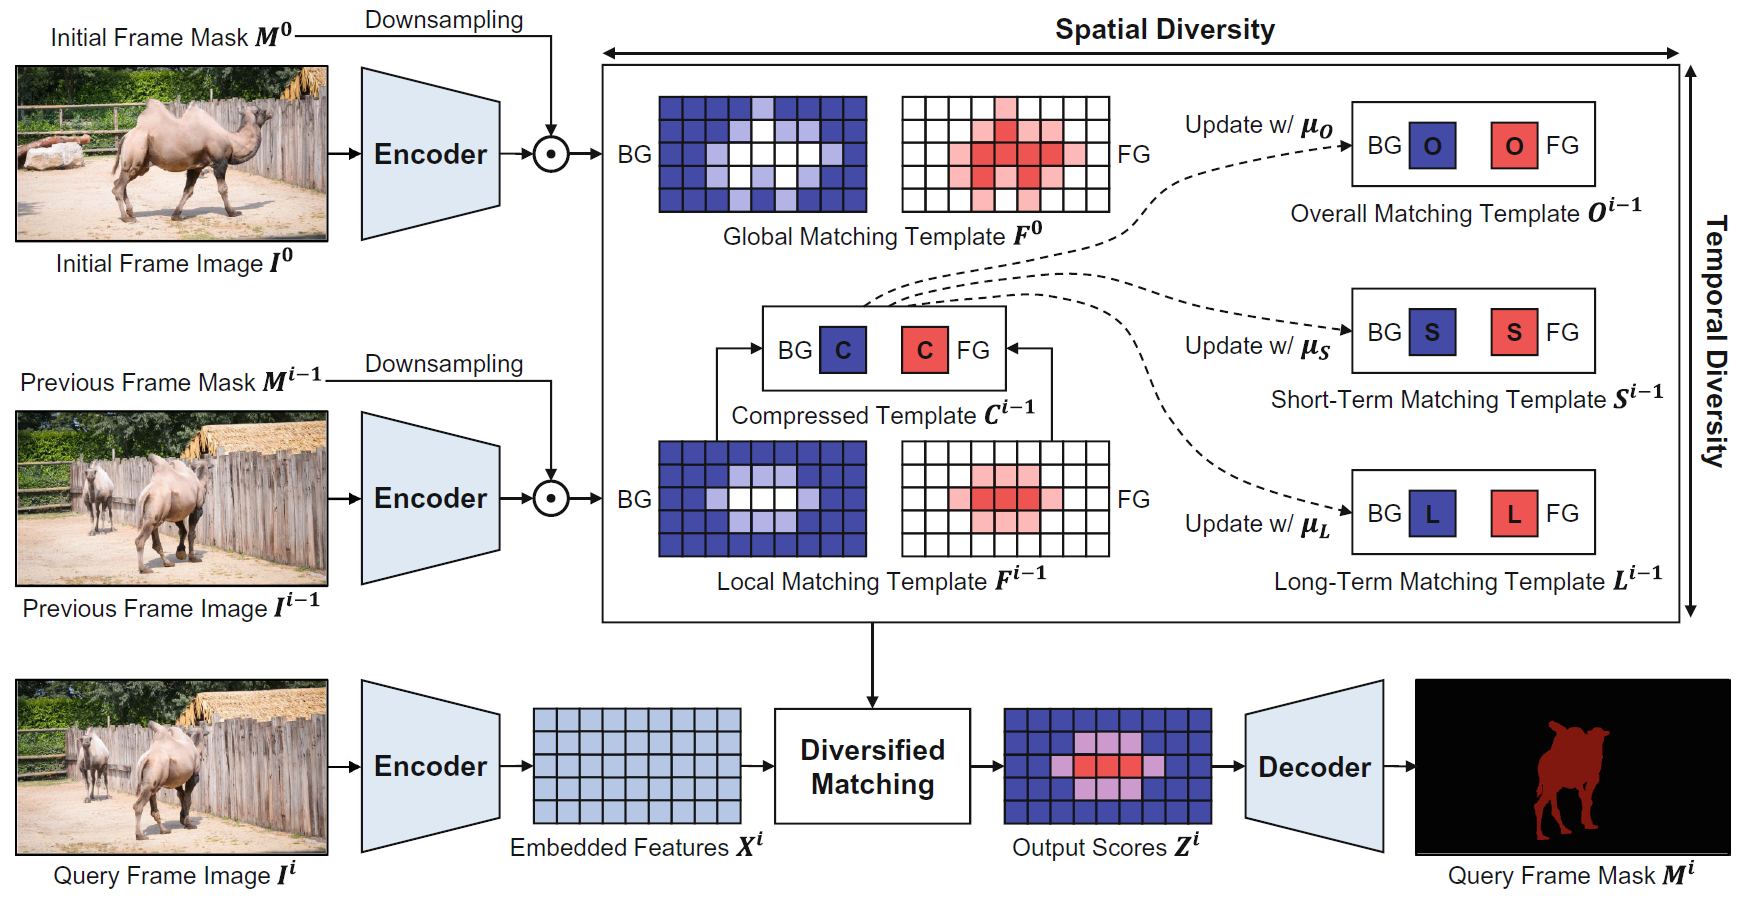 Downsampling
Initial Frame Mask M^0
Spatial Diversity
Encoder
BG
FG
Global Matching Template F^0
Initial Frame Image I^0
Update w/ μ_O
BG O O FG
Overall Matching Template O^{i-1}
Temporal Diversity
Downsampling
Previous Frame Mask M^{i-1}
BG C C FG
Compressed Template C^{i-1}
Update w/ μ_S
BG S S FG
Short-Term Matching Template S^{i-1}
Encoder
BG
FG
Local Matching Template F^{i-1}
Previous Frame Image I^{i-1}
Update w/ μ_L
BG L L FG
Long-Term Matching Template L^{i-1}
Encoder
Diversified
Matching
Decoder
Query Frame Image I^i
Embedded Features X^i
Output Scores Z^i
Query Frame Mask M^i